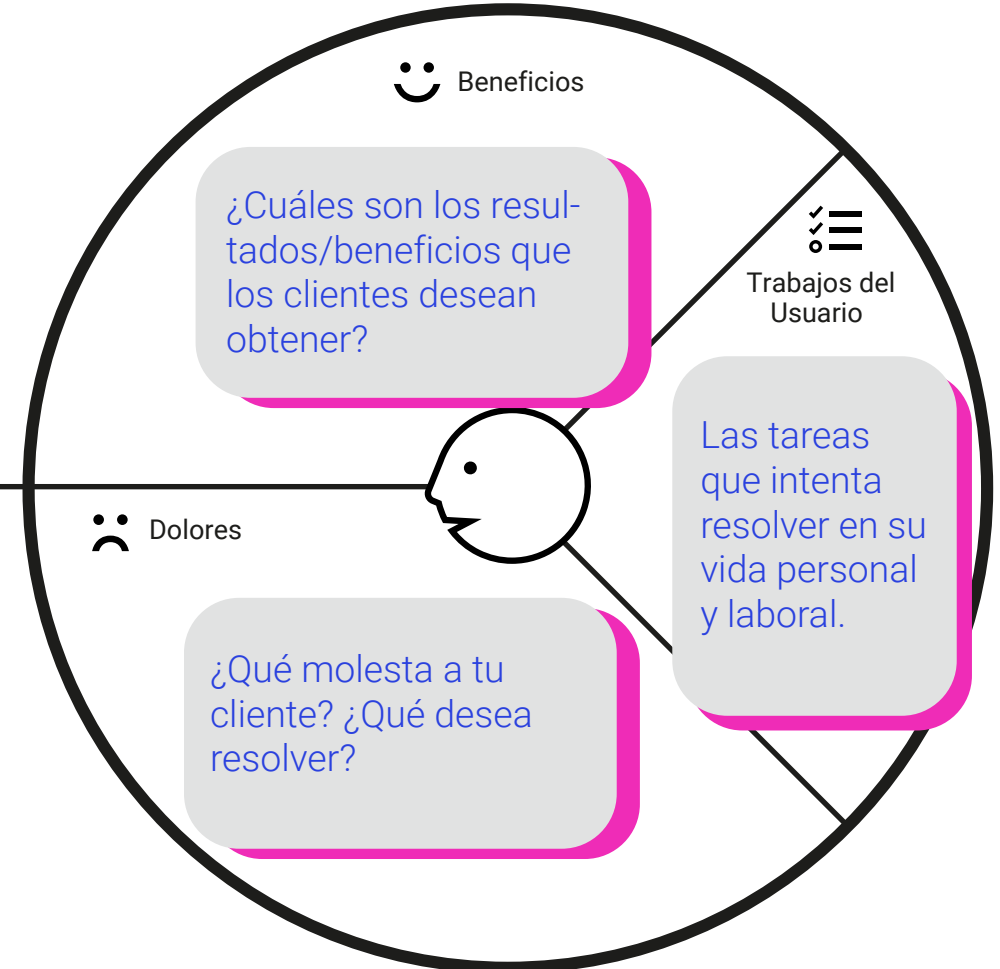 Beneficios
¿Cuáles son los resul-
tados/beneficios que
los clientes desean
obtener?
Trabajos del
Usuario
Las tareas
que intenta
resolver en su
vida personal
y laboral.
Dolores
¿Qué molesta a tu
cliente? ¿Qué desea
resolver?